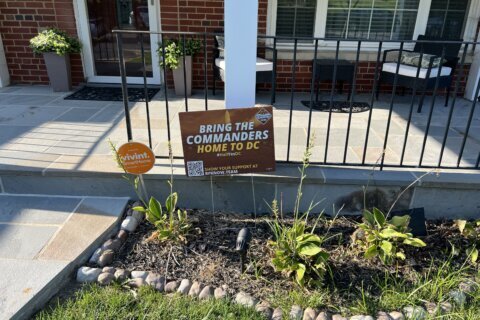 BRING THE
COMMANDERS
HOME TO DC
SHOW YOUR SUPPORT AT
vivint.